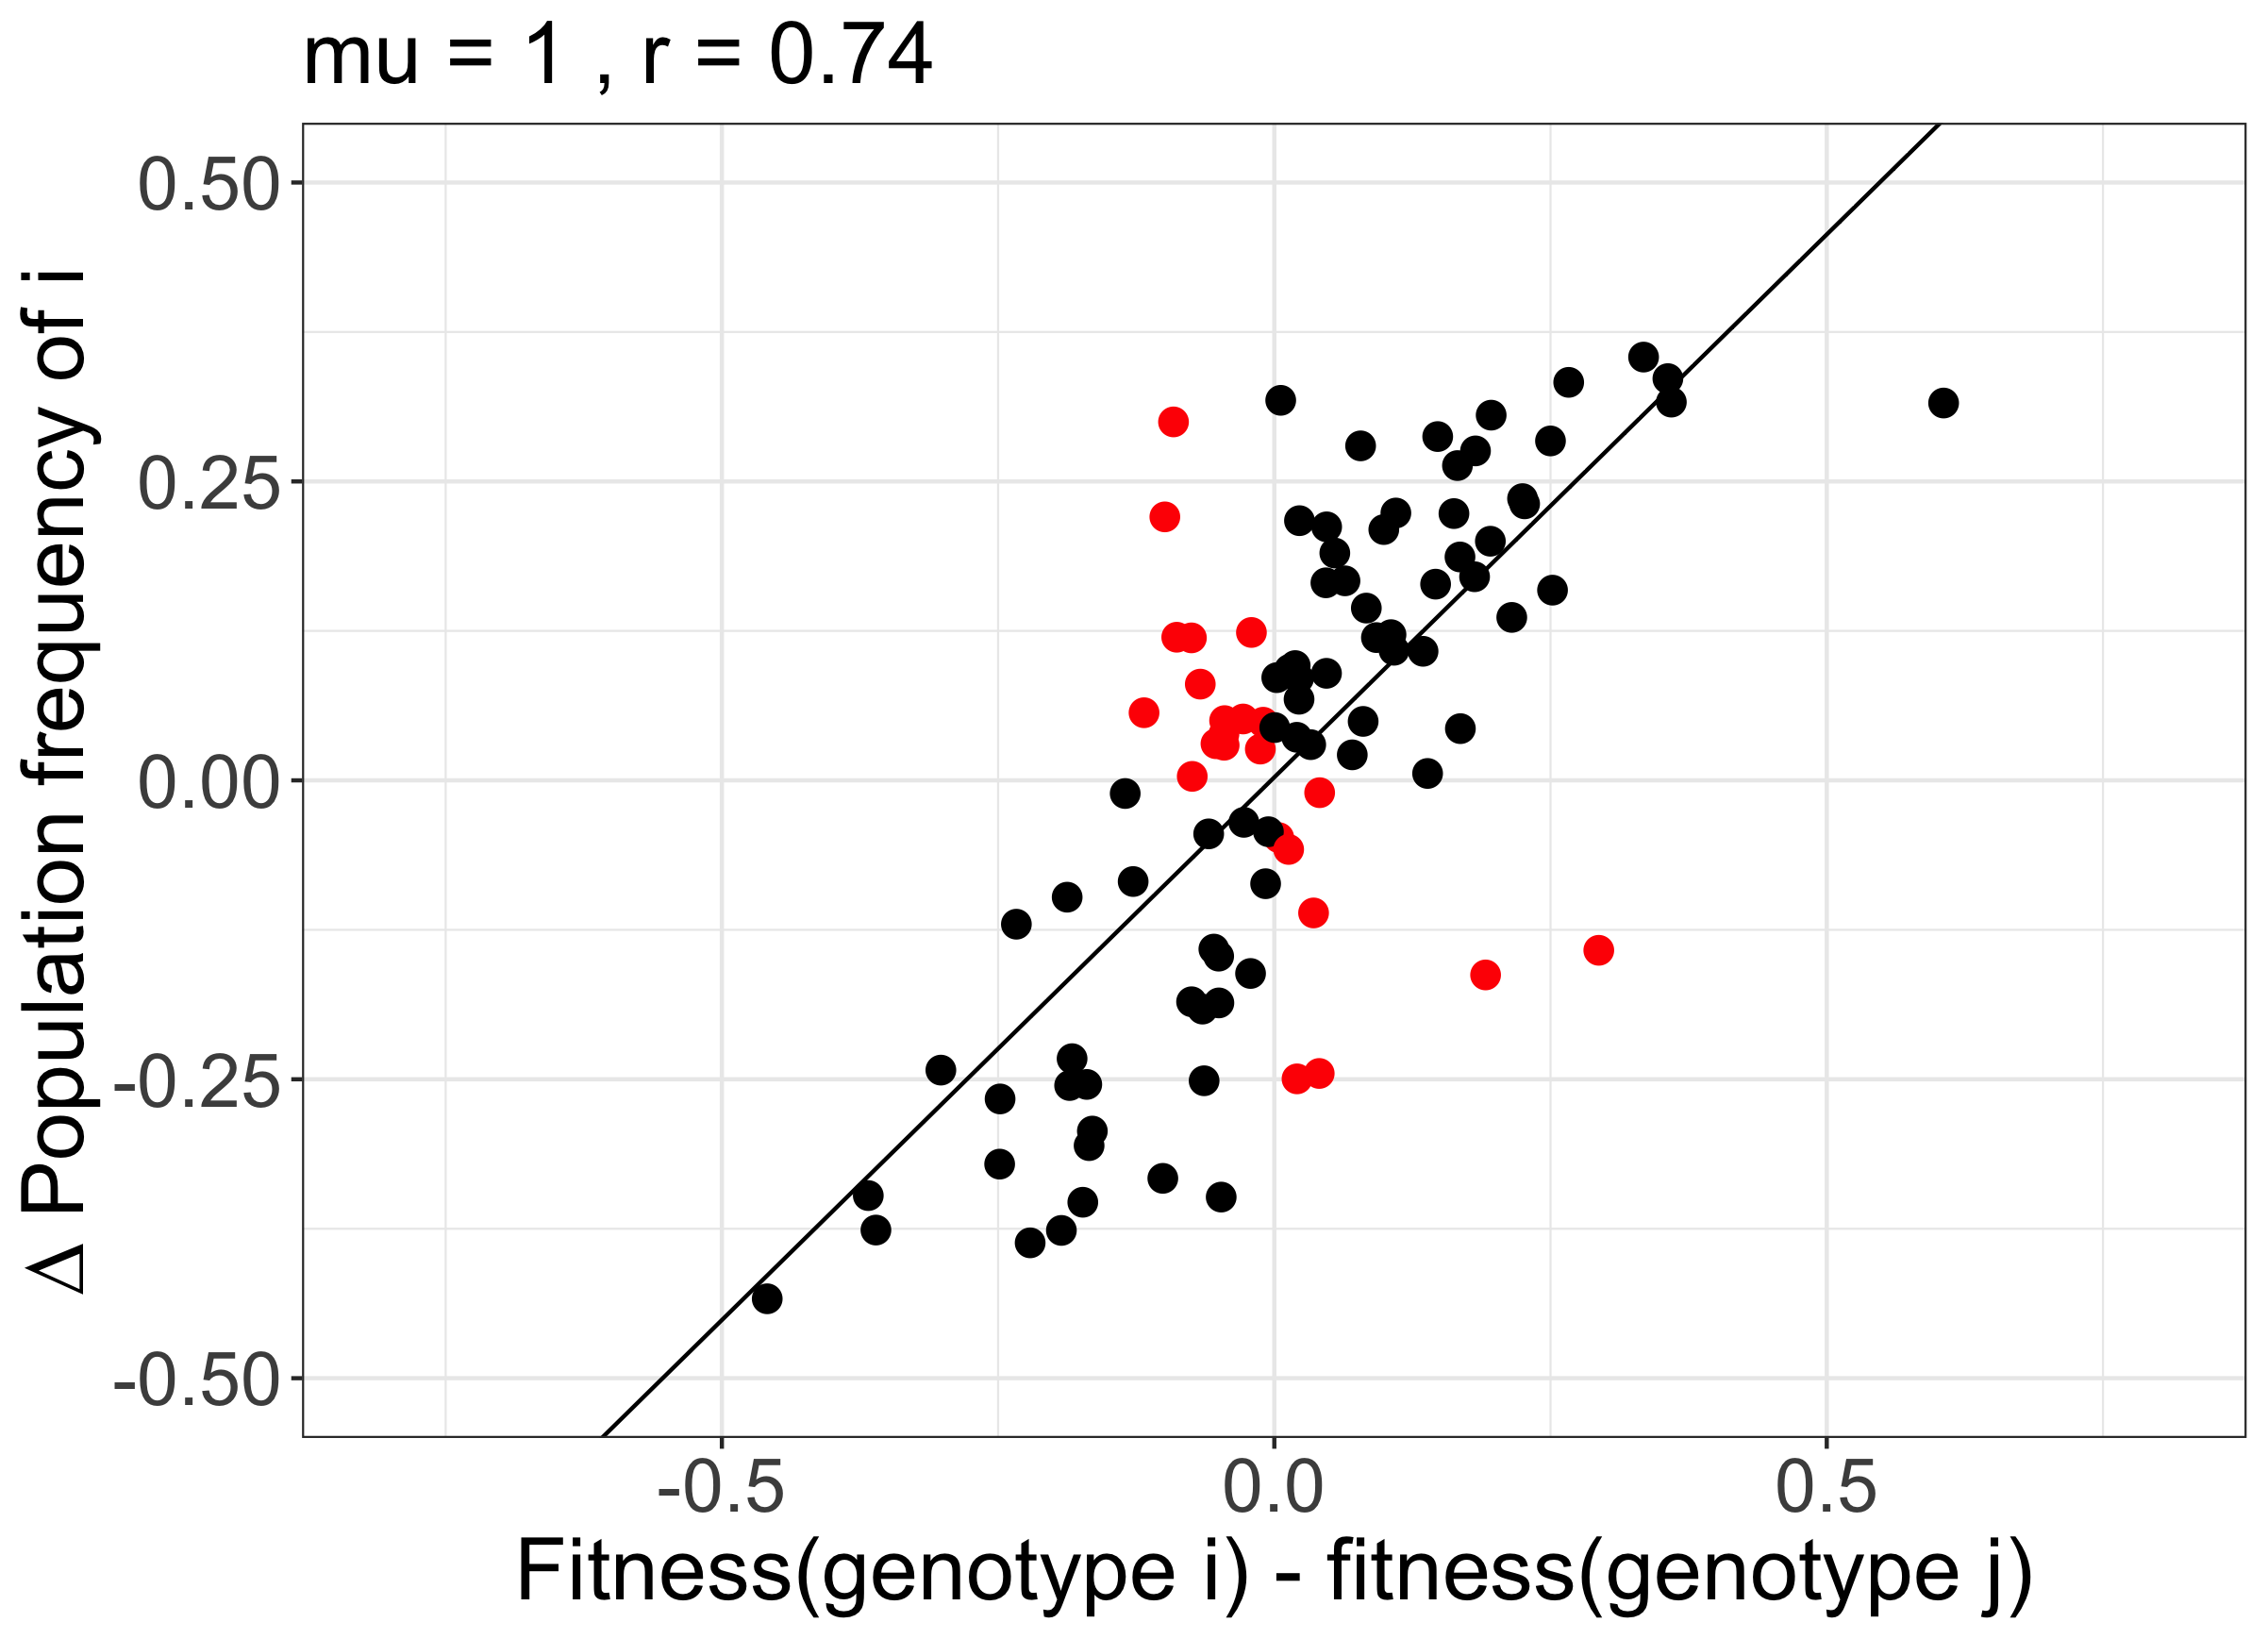 mu = 1 , r = 0.74
Δ Population frequency of i
0.50
0.25
0.00
-0.25
-0.50
-0.5
0.0
0.5
Fitness(genotype i) - fitness(genotype j)